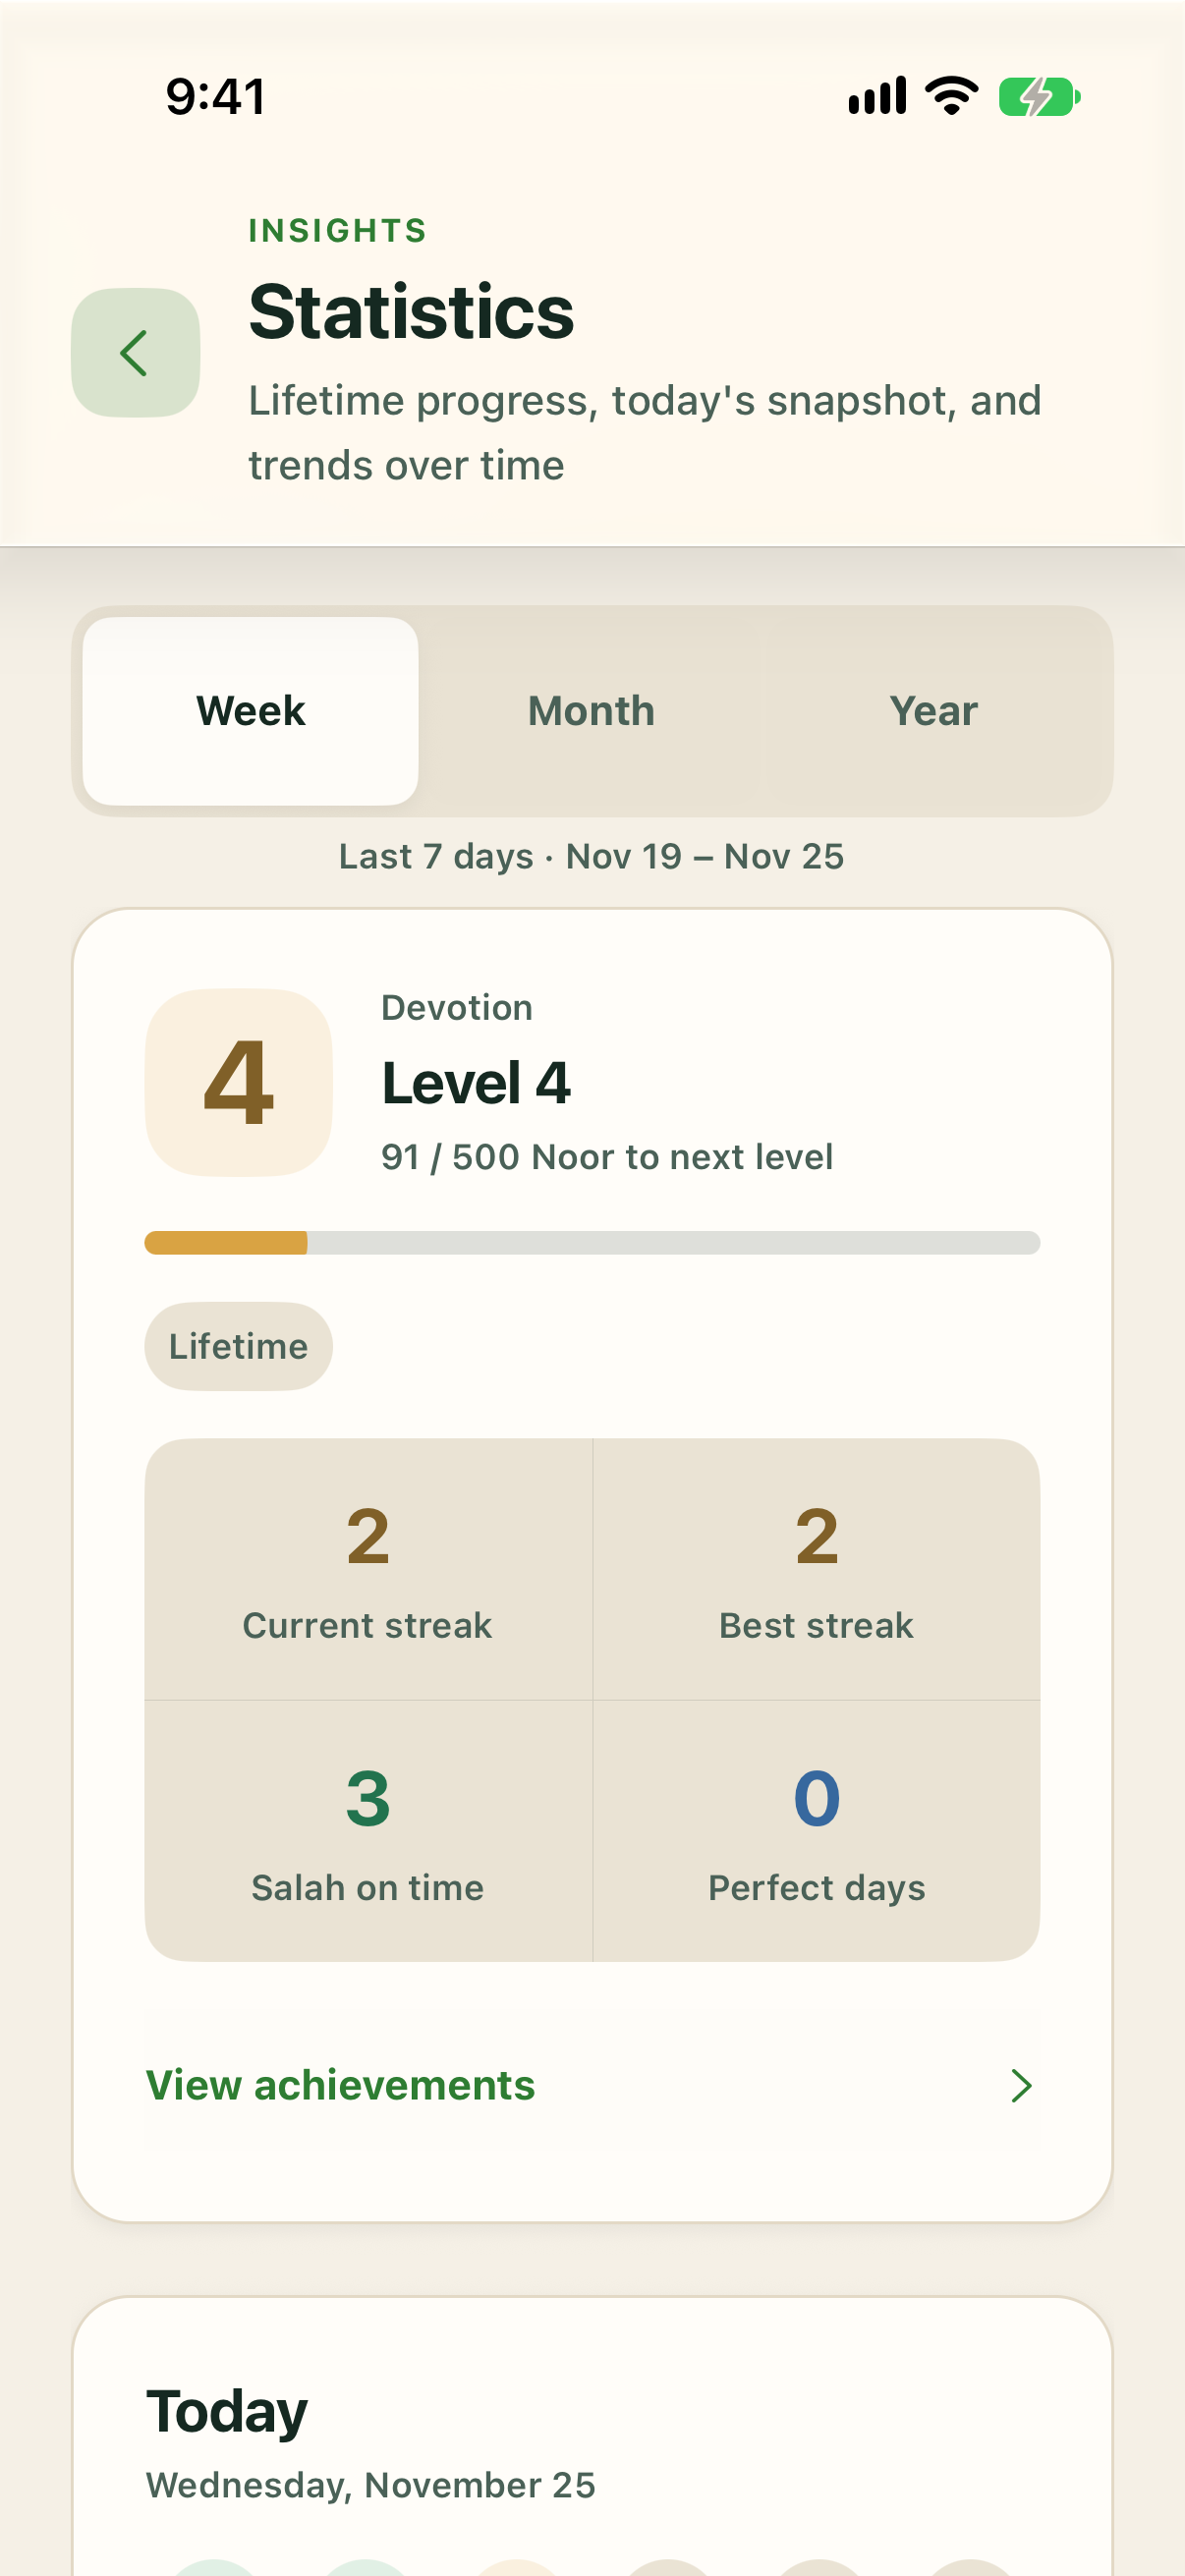 9:41
INSIGHTS
Statistics
Lifetime progress, today's snapshot, and
trends over time
Week
Month
Year
Last 7 days · Nov 19 – Nov 25
4
Devotion
Level 4
91 / 500 Noor to next level
Lifetime
2
Current streak
2
Best streak
3
Salah on time
0
Perfect days
View achievements
Today
Wednesday, November 25